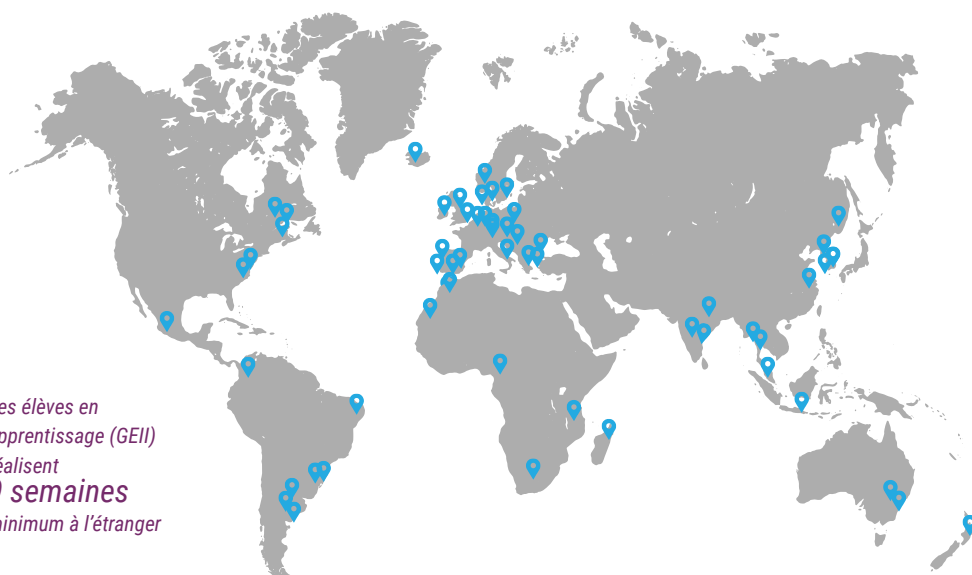 es élèves en
pprentissage (GEII)
éalisent
semaines
inimum à l'étranger